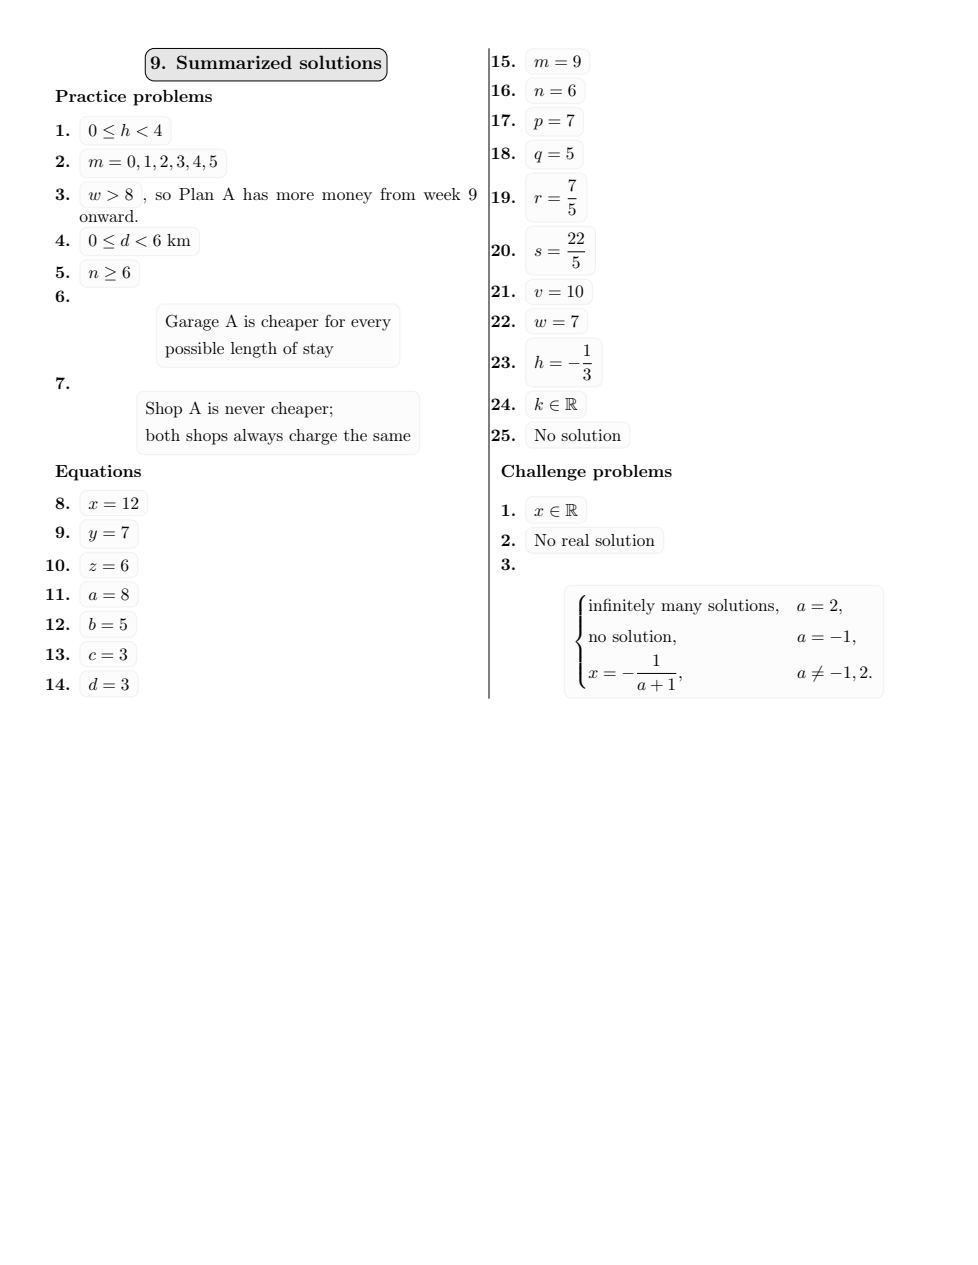 9. Summarized solutions
Practice problems
1. 0 ≤ h < 4
2. m = 0, 1, 2, 3, 4, 5
3. w > 8 , so Plan A has more money from week 9
onward.
4. 0 ≤ d < 6 km
5. n ≥ 6
6.
Garage A is cheaper for every
possible length of stay
7.
Shop A is never cheaper;
both shops always charge the same
Equations
8. x = 12
9. y = 7
10. z = 6
11. a = 8
12. b = 5
13. c = 3
14. d = 3
15. m = 9
16. n = 6
17. p = 7
18. q = 5
19. r = 7/5
20. s = 22/5
21. v = 10
22. w = 7
23. h = −1/3
24. k ∈ ℝ
25. No solution
Challenge problems
1. x ∈ ℝ
2. No real solution
3.
infinitely many solutions, a = 2,
no solution, a = −1,
x = −1/(a + 1), a ≠ −1, 2.